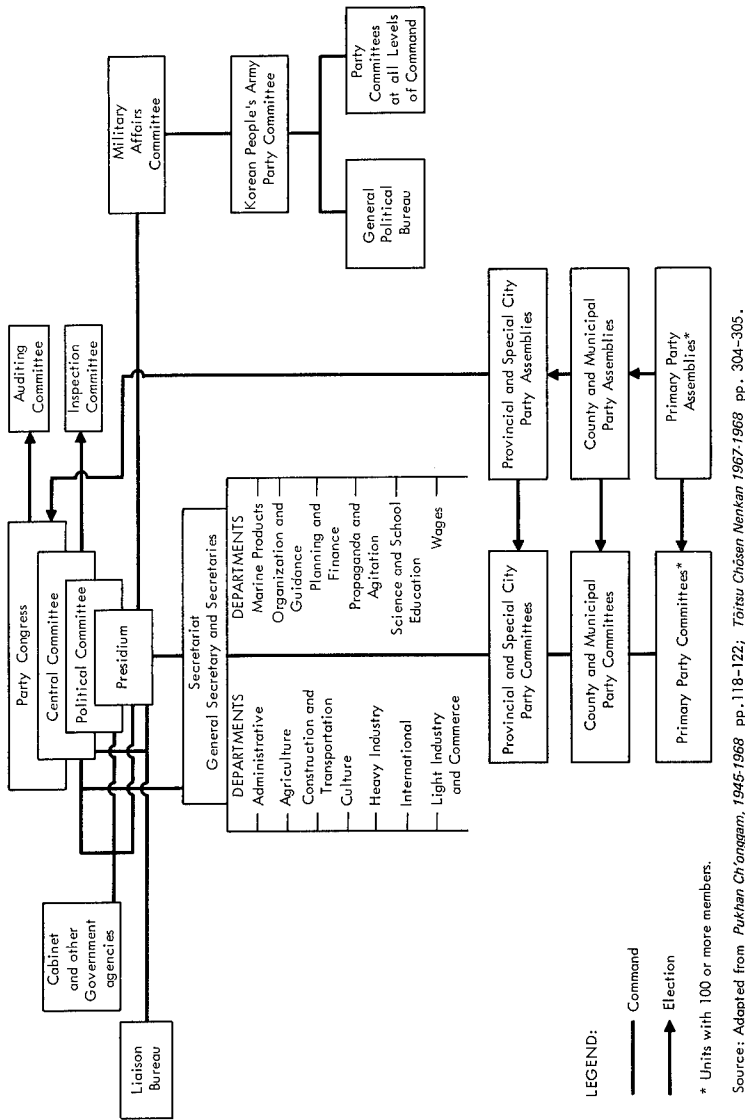 Party Congress
Central Committee
Political Committee
Presidium
Auditing
Committee
Inspection
Committee
Military
Affairs
Committee
Korean People's Army
Party Committee
General
Political
Bureau
Party
Committees
at all Levels
of Command
Cabinet
and other
Government
agencies
Liaison
Bureau
Secretariat
General Secretary and Secretaries
DEPARTMENTS
Administrative
Agriculture
Construction and
Transportation
Culture
Heavy Industry
International
Light Industry
and Commerce
DEPARTMENTS
Marine Products
Organization and
Guidance
Planning and
Finance
Propaganda and
Agitation
Science and School
Education
Wages
Provincial and Special City
Party Committees
Provincial and Special City
Party Assemblies
County and Municipal
Party Committees
County and Municipal
Party Assemblies
Primary Party Committees*
Primary Party
Assemblies*
LEGEND:
Command
Election
* Units with 100 or more members.
Source: Adapted from Pukhan Ch'onggam, 1945-1968 pp.118-122; Tōitsu Chōsen Nenkan 1967-1968 pp. 304-305.